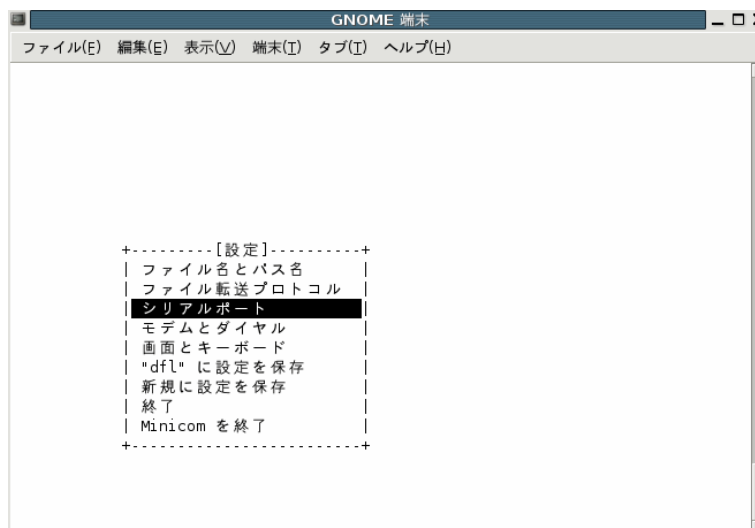 GNOME 端末
ファイル(F) 編集(E) 表示(V) 端末(T) タブ(T) ヘルプ(H)
+---------[設定]----------+
| ファイル名とパス名 |
| ファイル転送プロトコル |
| シリアルポート |
| モデムとダイヤル |
| 画面とキーボード |
| "dfl" に設定を保存 |
| 新規に設定を保存 |
| 終了 |
| Minicom を終了 |
+-------------------------+